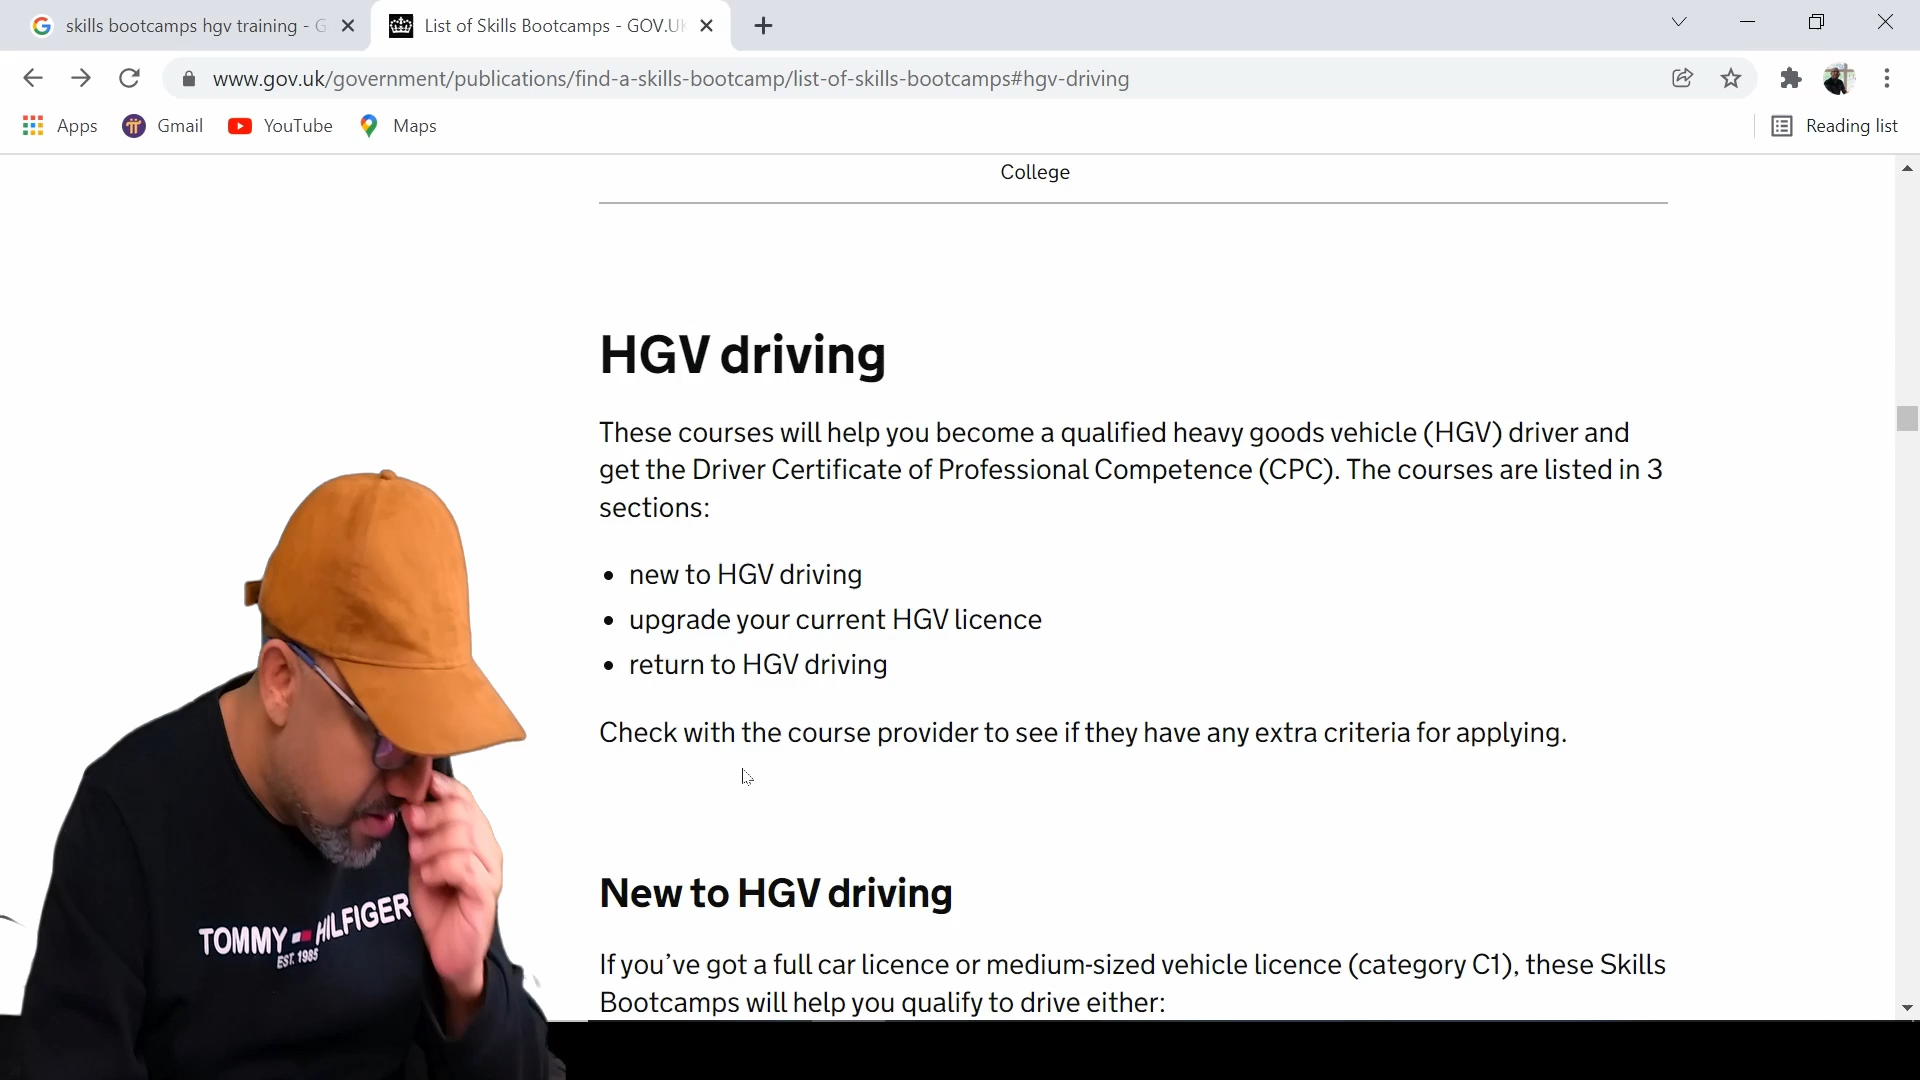 skills bootcamps hgv training - G
List of Skills Bootcamps - GOV.UK
www.gov.uk/government/publications/find-a-skills-bootcamp/list-of-skills-bootcamps#hgv-driving
Apps
Gmail
YouTube
Maps
Reading list
College
HGV driving
These courses will help you become a qualified heavy goods vehicle (HGV) driver and
get the Driver Certificate of Professional Competence (CPC). The courses are listed in 3
sections:
• new to HGV driving
• upgrade your current HGV licence
• return to HGV driving
Check with the course provider to see if they have any extra criteria for applying.
New to HGV driving
If you’ve got a full car licence or medium-sized vehicle licence (category C1), these Skills
Bootcamps will help you qualify to drive either:
TOMMY HILFIGER
EST. 1985